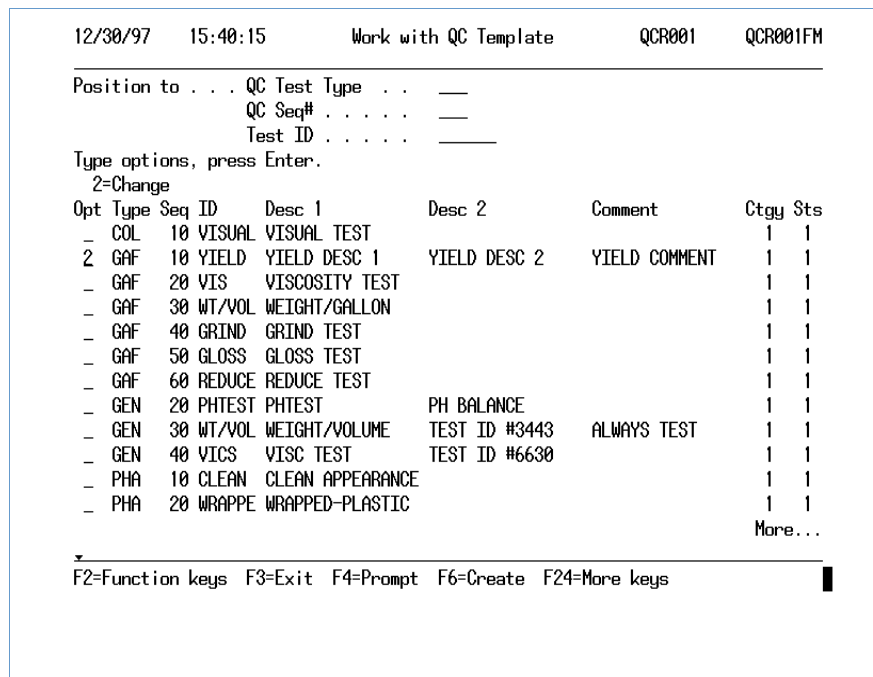 12/30/97 15:40:15 Work with QC Template QCR001 QCR001FM
Position to . . . QC Test Type . . ___
QC Seq# . . . . . ___
Test ID . . . . . ______
Type options, press Enter.
2=Change
Opt Type Seq ID Desc 1 Desc 2 Comment Ctgy Sts
_ COL 10 VISUAL VISUAL TEST 1 1
2 GAF 10 YIELD YIELD DESC 1 YIELD DESC 2 YIELD COMMENT 1 1
_ GAF 20 VIS VISCOSITY TEST 1 1
_ GAF 30 WT/VOL WEIGHT/GALLON 1 1
_ GAF 40 GRIND GRIND TEST 1 1
_ GAF 50 GLOSS GLOSS TEST 1 1
_ GAF 60 REDUCE REDUCE TEST 1 1
_ GEN 20 PHTEST PHTEST PH BALANCE 1 1
_ GEN 30 WT/VOL WEIGHT/VOLUME TEST ID #3443 ALWAYS TEST 1 1
_ GEN 40 VICS VISC TEST TEST ID #6630 1 1
_ PHA 10 CLEAN CLEAN APPEARANCE 1 1
_ PHA 20 WRAPPE WRAPPED-PLASTIC 1 1
More...
F2=Function keys F3=Exit F4=Prompt F6=Create F24=More keys